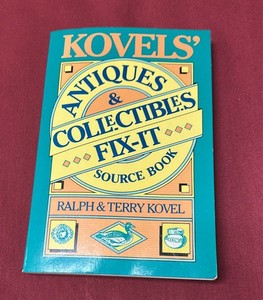 KOVELS'
ANTIQUES
&
COLLECTIBLES
FIX-IT
SOURCE BOOK
RALPH & TERRY KOVEL